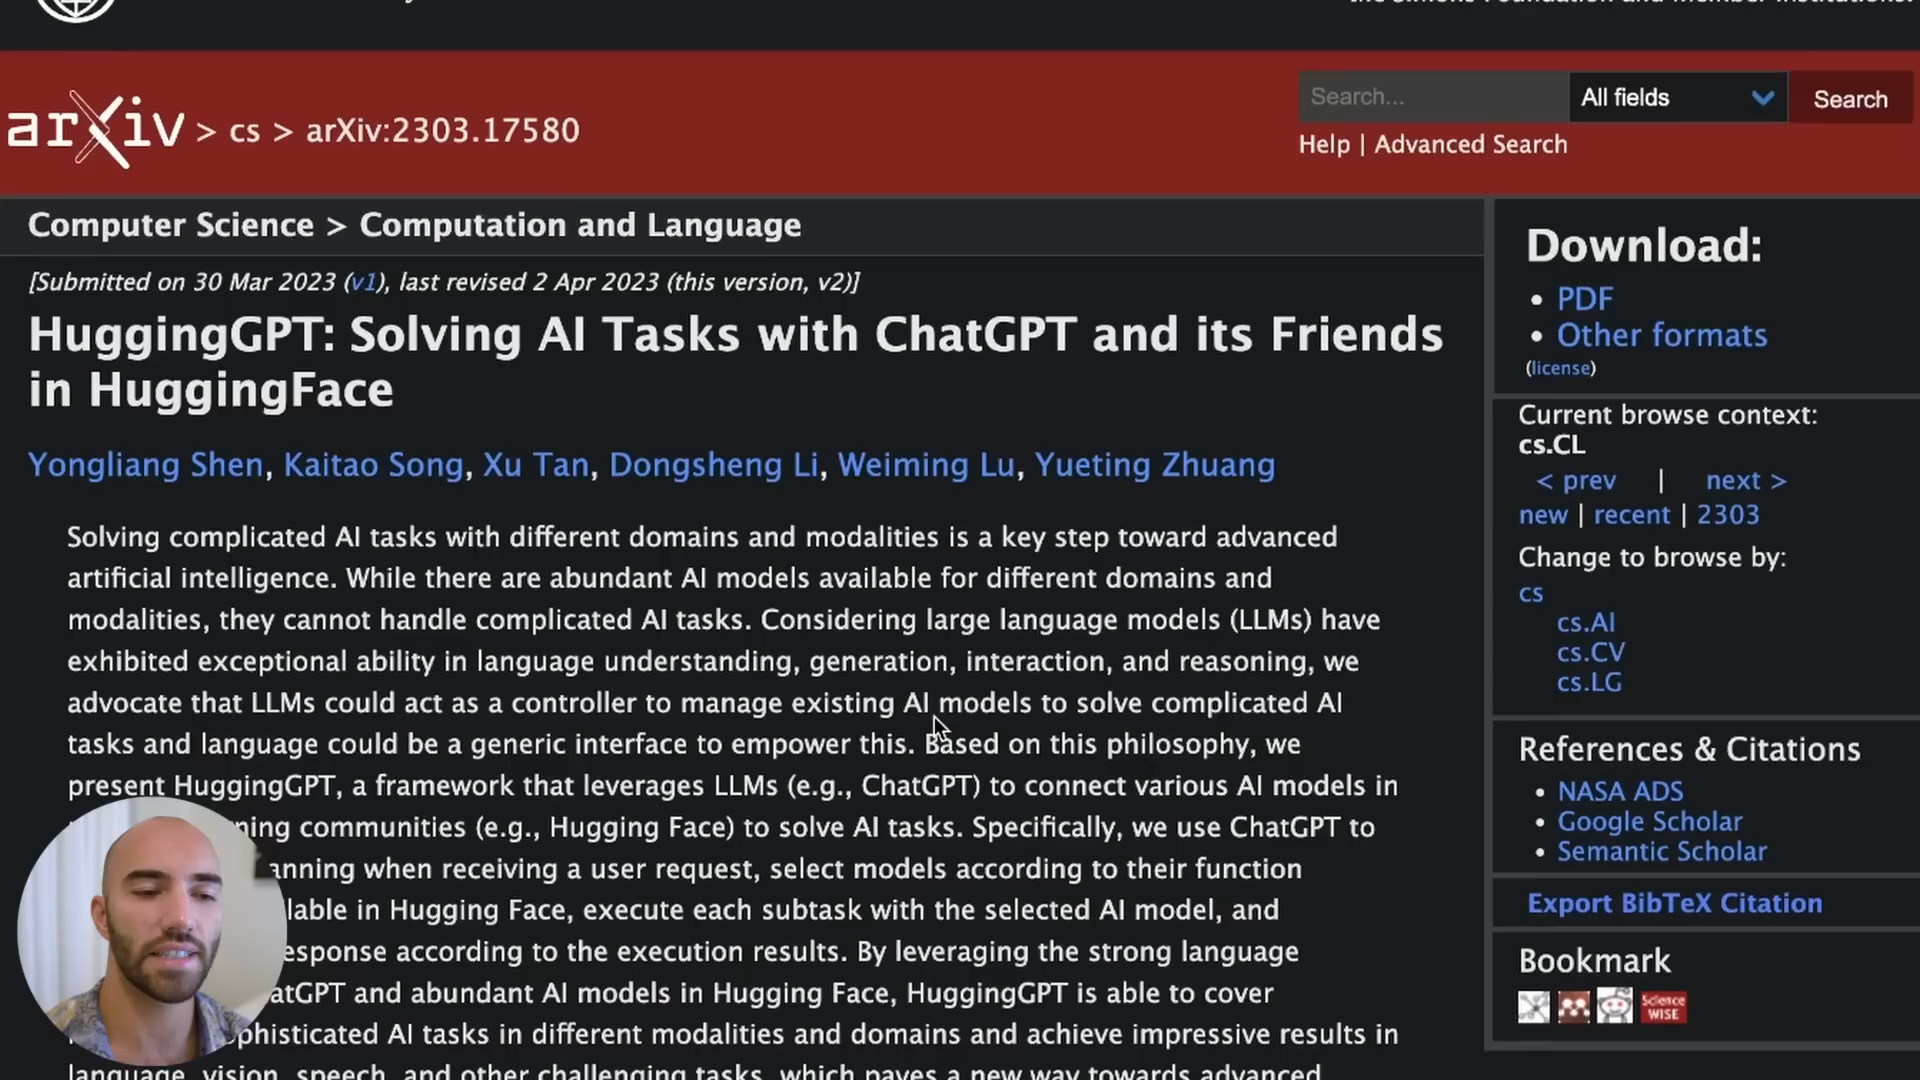 arXiv > cs > arXiv:2303.17580
Search...
All fields
Search
Help | Advanced Search
Computer Science > Computation and Language
[Submitted on 30 Mar 2023 (v1), last revised 2 Apr 2023 (this version, v2)]
HuggingGPT: Solving AI Tasks with ChatGPT and its Friends
in HuggingFace
Yongliang Shen, Kaitao Song, Xu Tan, Dongsheng Li, Weiming Lu, Yueting Zhuang
Solving complicated AI tasks with different domains and modalities is a key step toward advanced
artificial intelligence. While there are abundant AI models available for different domains and
modalities, they cannot handle complicated AI tasks. Considering large language models (LLMs) have
exhibited exceptional ability in language understanding, generation, interaction, and reasoning, we
advocate that LLMs could act as a controller to manage existing AI models to solve complicated AI
tasks and language could be a generic interface to empower this. Based on this philosophy, we
present HuggingGPT, a framework that leverages LLMs (e.g., ChatGPT) to connect various AI models in
communities (e.g., Hugging Face) to solve AI tasks. Specifically, we use ChatGPT to
when receiving a user request, select models according to their function
in Hugging Face, execute each subtask with the selected AI model, and
according to the execution results. By leveraging the strong language
and abundant AI models in Hugging Face, HuggingGPT is able to cover
AI tasks in different modalities and domains and achieve impressive results in
language, vision, speech, and other challenging tasks, which paves a new way towards advanced
Download:
PDF
Other formats
(license)
Current browse context:
cs.CL
< prev | next >
new | recent | 2303
Change to browse by:
cs
cs.AI
cs.CV
cs.LG
References & Citations
NASA ADS
Google Scholar
Semantic Scholar
Export BibTeX Citation
Bookmark
Science
WISE